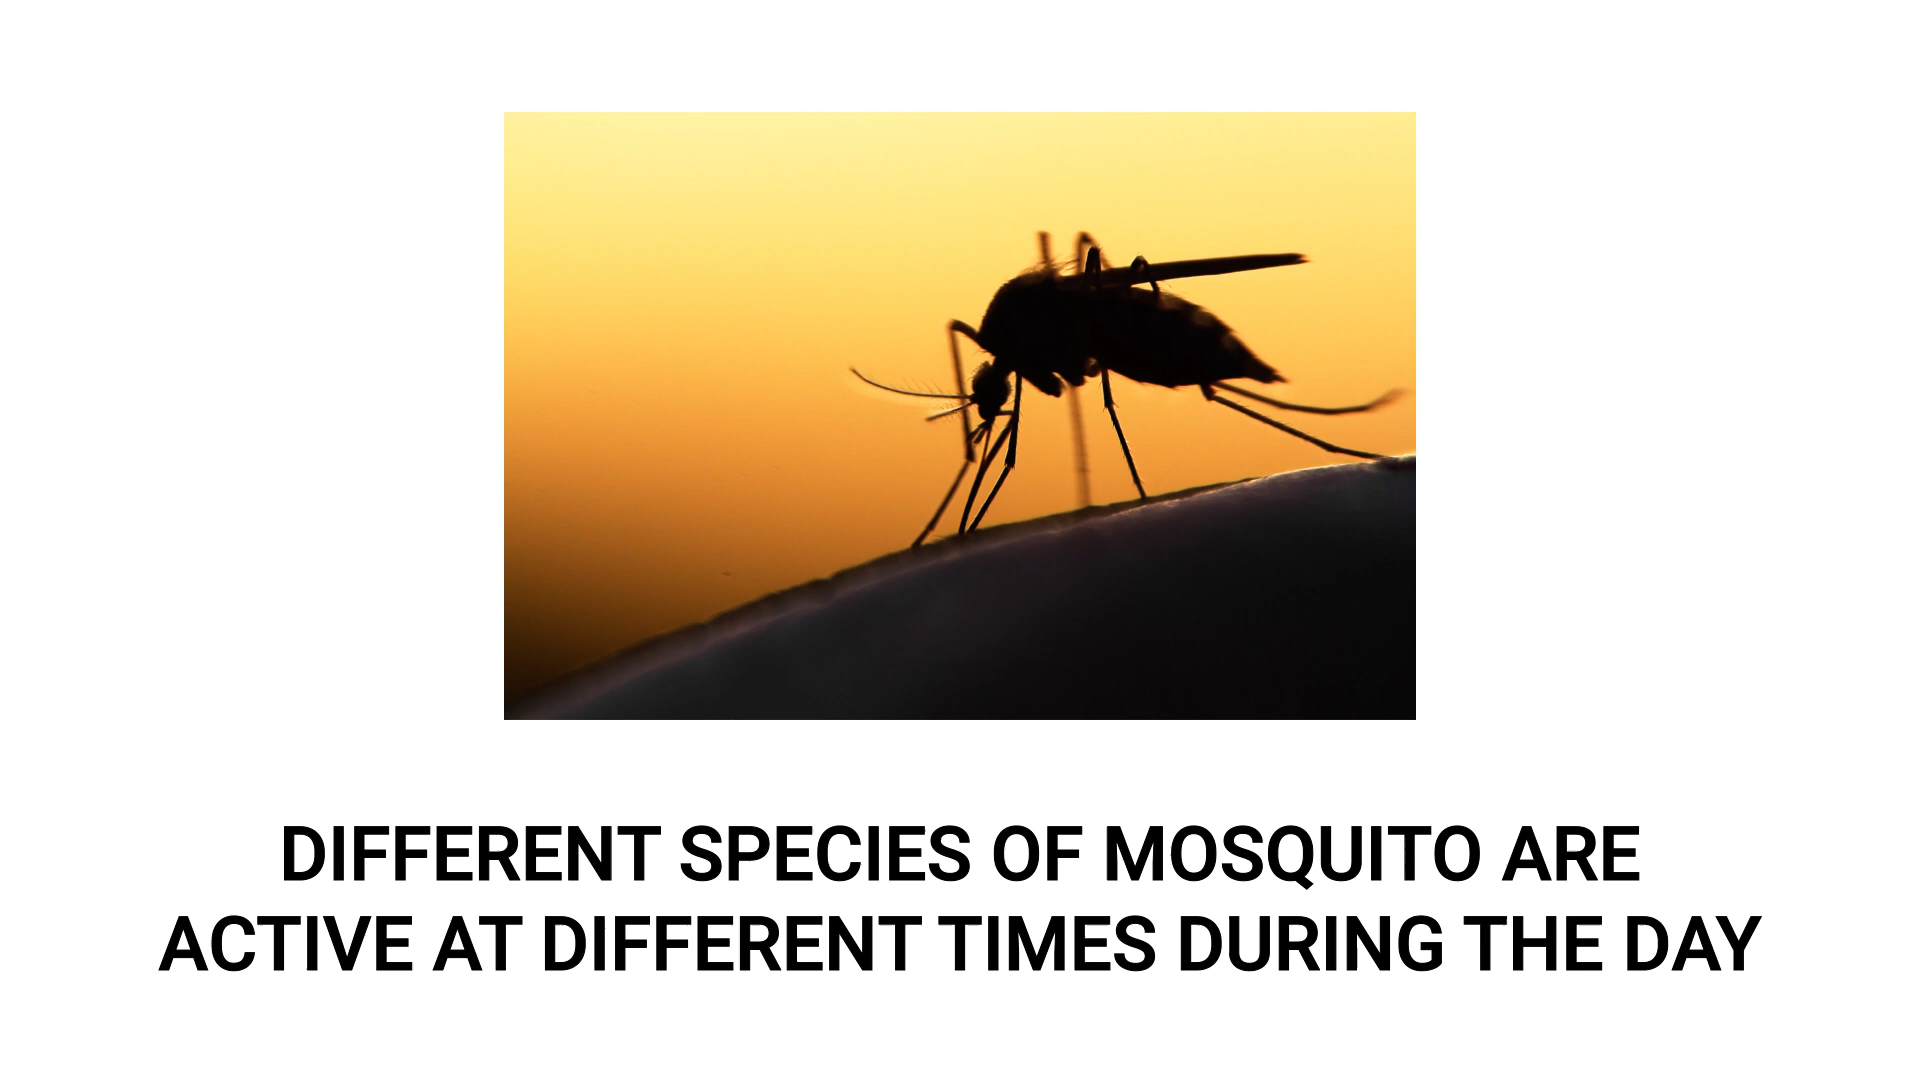 DIFFERENT SPECIES OF MOSQUITO ARE
ACTIVE AT DIFFERENT TIMES DURING THE DAY